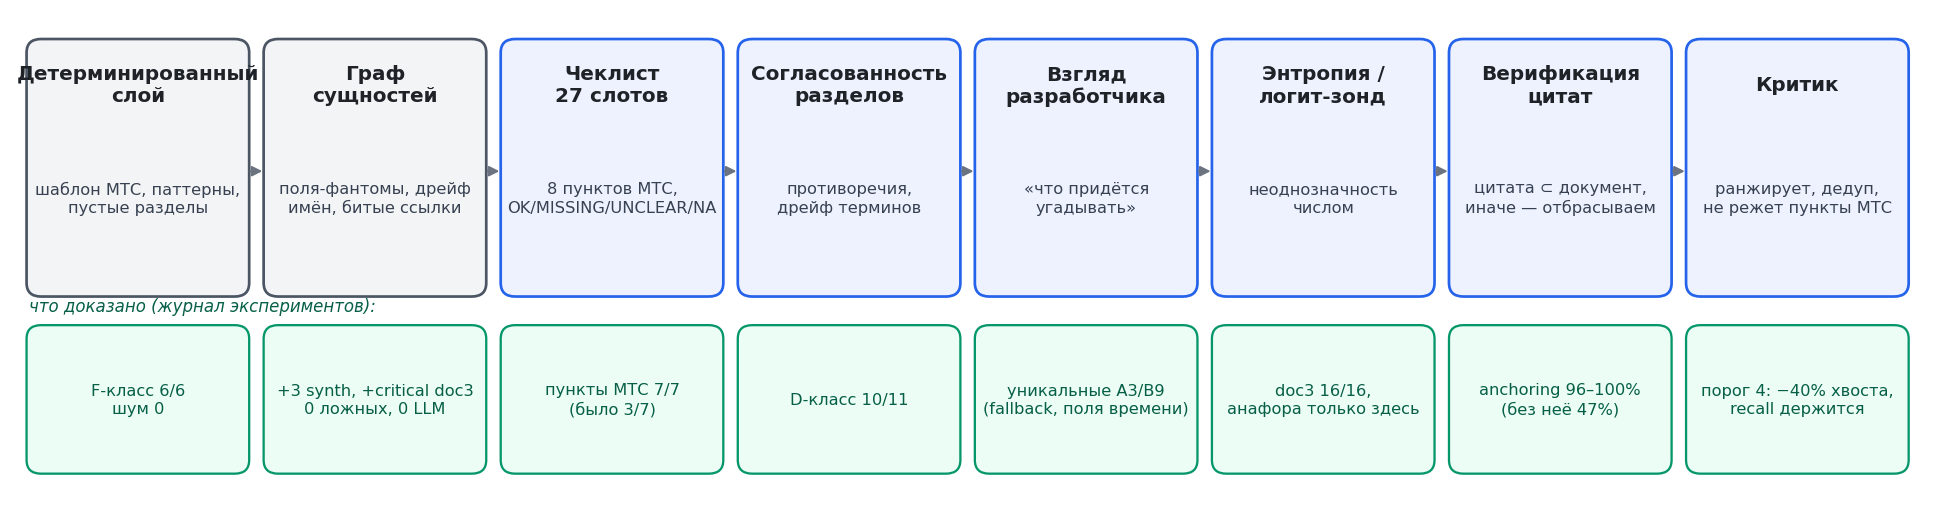 Детерминированный
слой
шаблон МТС, паттерны,
пустые разделы
Граф
сущностей
поля-фантомы, дрейф
имён, битые ссылки
Чеклист
27 слотов
8 пунктов МТС,
OK/MISSING/UNCLEAR/NA
Согласованность
разделов
противоречия,
дрейф терминов
Взгляд
разработчика
«что придётся
угадывать»
Энтропия /
логит-зонд
неоднозначность
числом
Верификация
цитат
цитата ⊂ документ,
иначе — отбрасываем
Критик
ранжирует, дедуп,
не режет пункты МТС
что доказано (журнал экспериментов):
F-класс 6/6
шум 0
+3 synth, +critical doc3
0 ложных, 0 LLM
пункты МТС 7/7
(было 3/7)
D-класс 10/11
уникальные A3/B9
(fallback, поля времени)
doc3 16/16,
анафора только здесь
anchoring 96–100%
(без неё 47%)
порог 4: −40% хвоста,
recall держится